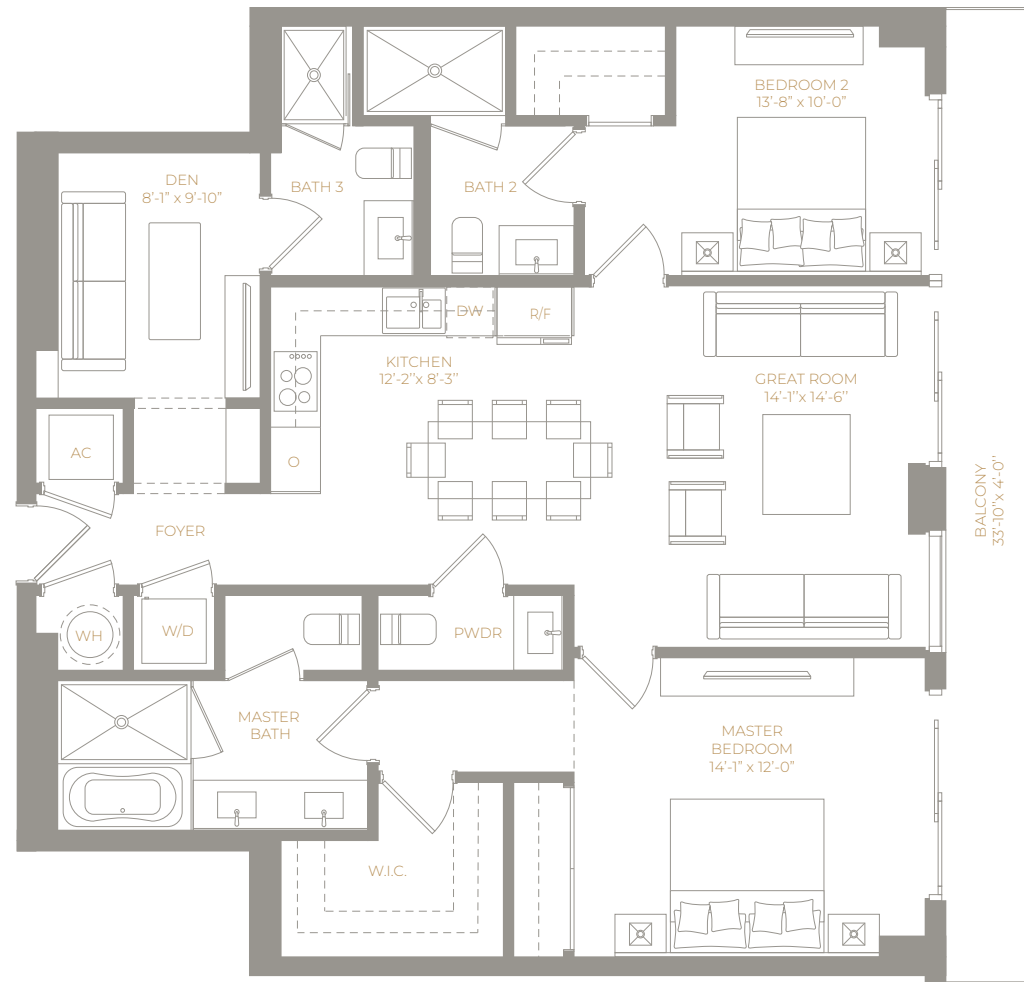 BEDROOM 2
13'-8" x 10'-0"
DEN
8'-1" x 9'-10"
BATH 3
BATH 2
DW
R/F
KITCHEN
12'-2"x 8'-3"
GREAT ROOM
14'-1"x 14'-6"
AC
O
BALCONY
33'-10"x 4'-0"
FOYER
WH
W/D
PWDR
MASTER
BATH
MASTER
BEDROOM
14'-1" x 12'-0"
W.I.C.